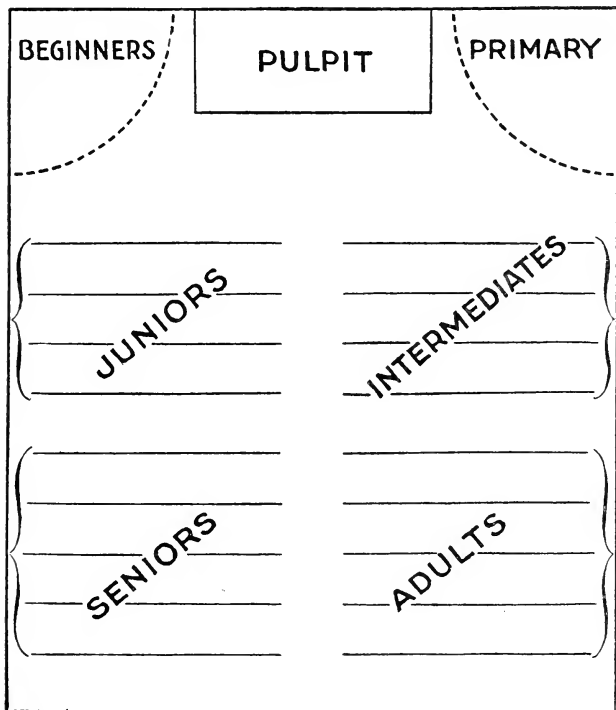 BEGINNERS
PULPIT
PRIMARY
JUNIORS
INTERMEDIATES
SENIORS
ADULTS